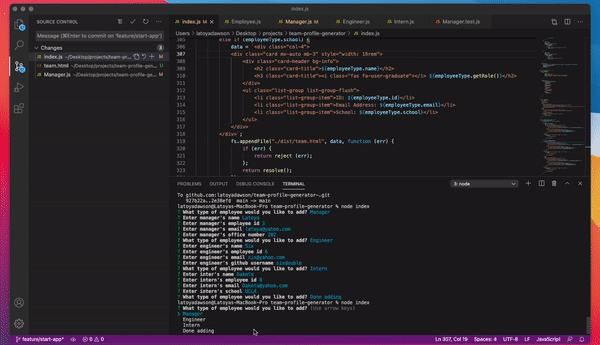 index.js
SOURCE CONTROL
Message (⌘Enter to commit on 'feature/start-app')
Changes
3
index.js ~/Desktop/projects/team-prof...
team.html ~/Desktop/projects/team-profile-gener...
Manager.js ~/Desktop/projects/team-profile-gen...
index.js M
Employee.js
Manager.js M
Engineer.js
Intern.js
Manager.test.js
Users > latoyadawson > Desktop > projects > team-profile-generator > index.js
305 else if (employeeType.school) {
306 data = `<div class="col-4">
307 <div class="card mx-auto mb-3" style="width: 18rem">
308 <div class="card-header bg-info">
309 <h2 class="card-title">${employeeType.name}</h2>
310 <h3 class="card-title"><i class="fas fa-user-graduate"></i> ${employeeType.getRole()}</h2>
311 </div>
312 <ul class="list-group list-group-flush">
313 <li class="list-group-item">ID: ${employeeType.id}</li>
314 <li class="list-group-item">Email Address: ${employeeType.email}</li>
315 <li class="list-group-item">School: ${employeeType.school}</li>
316 </ul>
317 </div>
318 </div>`;
319 fs.appendFile("./dist/team.html", data, function (err) {
320 if (err) {
321 return reject (err);
322 };
323 return resolve();
PROBLEMS
OUTPUT
DEBUG CONSOLE
TERMINAL
3: node
To github.com:latoyadawson/team-profile-generator-.git
927b22a..2e38efd main -> main
latoyadawson@Latoyas-MacBook-Pro team-profile-generator % node index
? What type of employee would you like to add? Manager
? Enter manager's name Latoya
? Enter manager's employee id
? Enter manager's email latoya@yahoo.com
? Enter manager's office number 202
? What type of employee would you like to add? Engineer
? Enter engineer's name Six
? Enter engineer's employee id
? Enter engineer's email six@yahoo.com
? Enter engineer's github username
? What type of employee would you like to add? Intern
? Enter inter's name Dakota
? Enter intern's employee id
? Enter intern's email Dakota@yahoo.com
? Enter intern's school UCLA
? What type of employee would you like to add? Done adding
latoyadawson@Latoyas-MacBook-Pro team-profile-generator % node index
? What type of employee would you like to add? (Use arrow keys)
❯ Manager
Engineer
Intern
Done adding
feature/start-app*
0 0
Ln 307, Col 19
Spaces: 4
UTF-8
LF
JavaScript